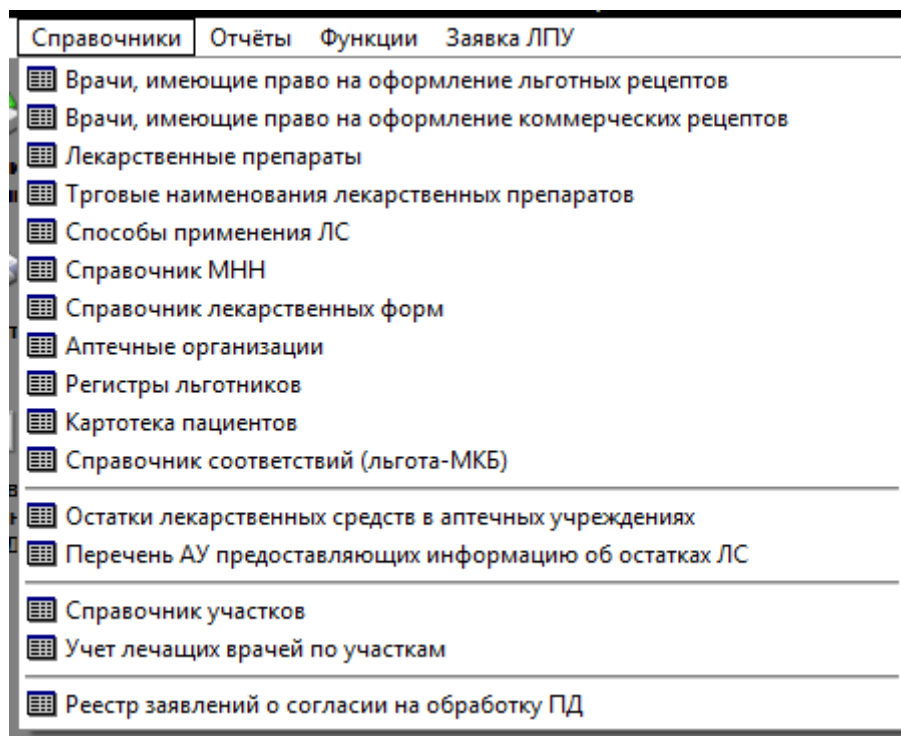 Справочники Отчёты Функции Заявка ЛПУ
Врачи, имеющие право на оформление льготных рецептов
Врачи, имеющие право на оформление коммерческих рецептов
Лекарственные препараты
Трговые наименования лекарственных препаратов
Способы применения ЛС
Справочник МНН
Справочник лекарственных форм
Аптечные организации
Регистры льготников
Картотека пациентов
Справочник соответствий (льгота-МКБ)
Остатки лекарственных средств в аптечных учреждениях
Перечень АУ предоставляющих информацию об остатках ЛС
Справочник участков
Учет лечащих врачей по участкам
Реестр заявлений о согласии на обработку ПД